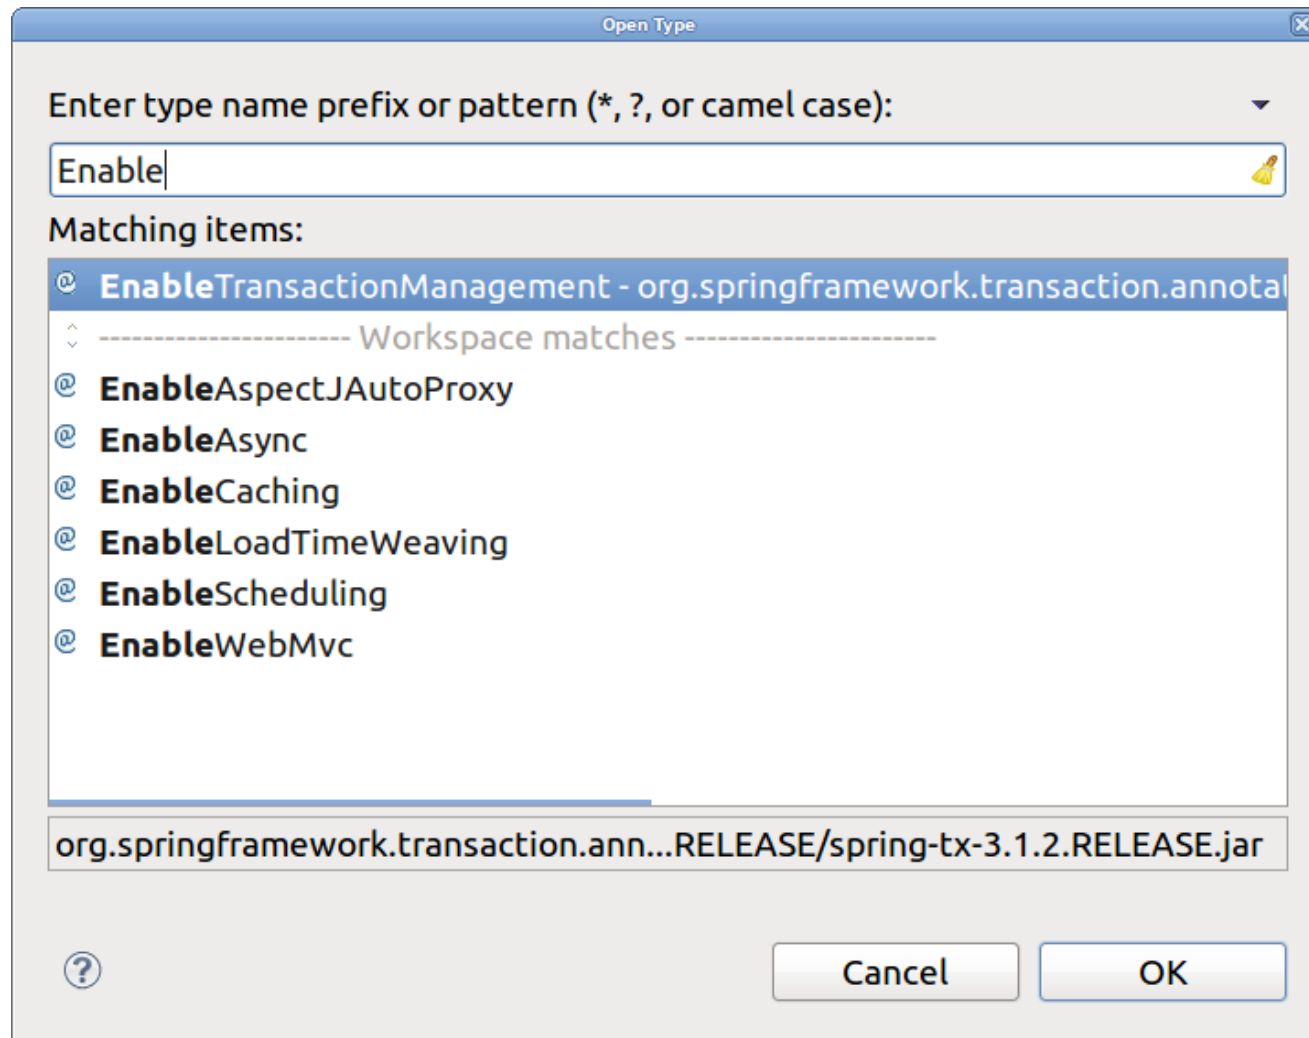 Open Type
Enter type name prefix or pattern (*, ?, or camel case):
Enable
Matching items:
@ EnableTransactionManagement - org.springframework.transaction.annotat
----------------------- Workspace matches -----------------------
@ EnableAspectJAutoProxy
@ EnableAsync
@ EnableCaching
@ EnableLoadTimeWeaving
@ EnableScheduling
@ EnableWebMvc
org.springframework.transaction.ann...RELEASE/spring-tx-3.1.2.RELEASE.jar
? Cancel OK